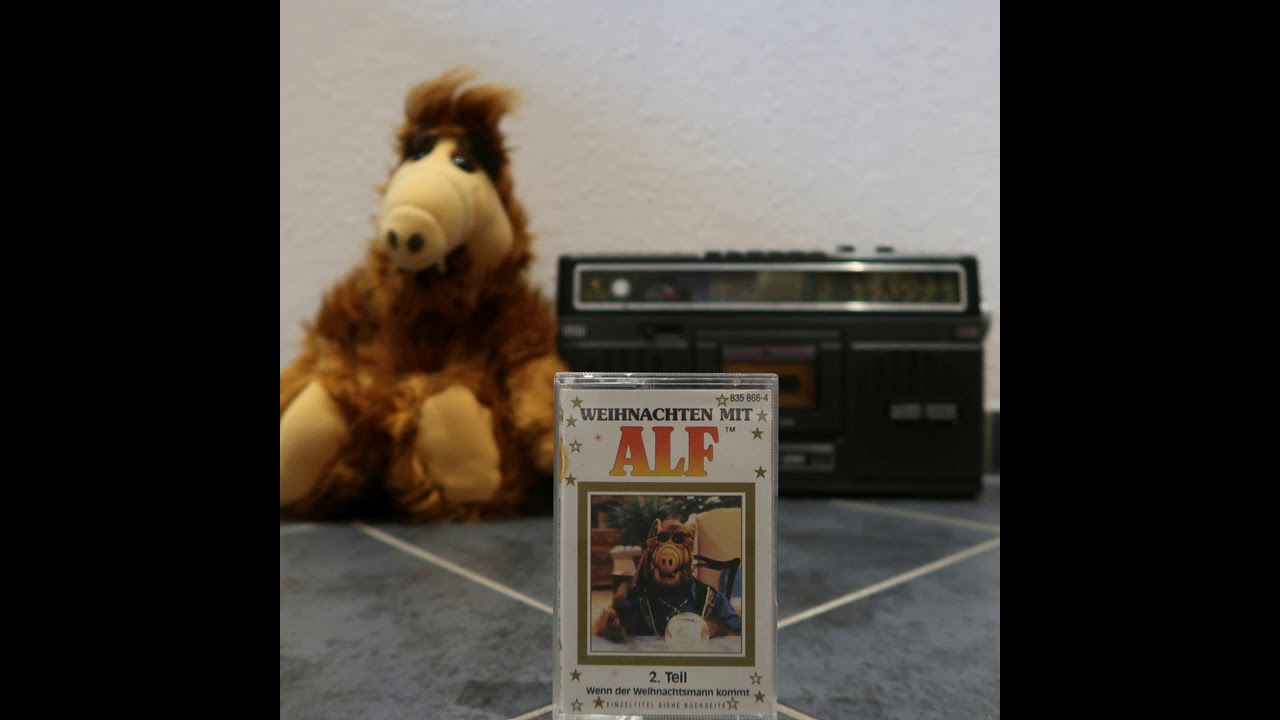 835 866-4
WEIHNACHTEN MIT
ALF™
2. Teil
Wenn der Weihnachtsmann kommt
EINZELTITEL SIEHE RÜCKSEITE